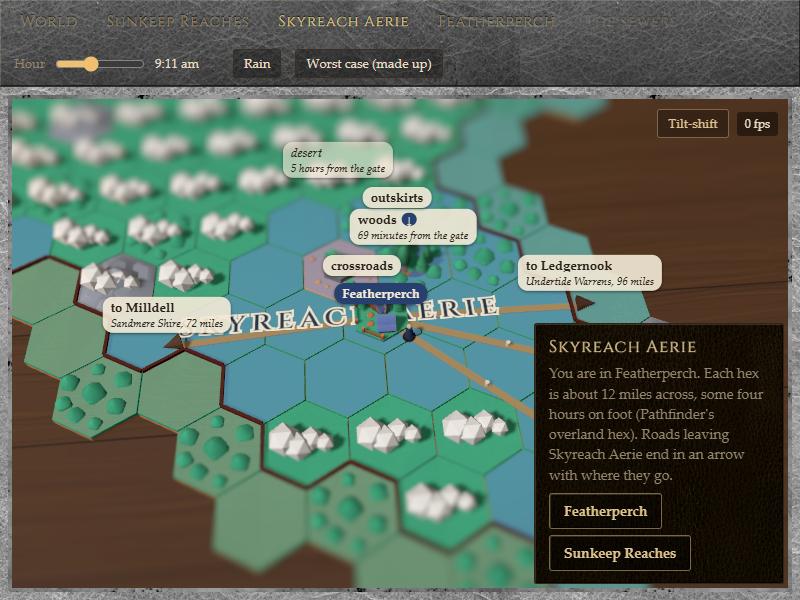 World Sunkeep Reaches Skyreach Aerie Featherperch
Hour 9:11 am Rain Worst case (made up)
Tilt-shift 0 fps
desert
5 hours from the gate
outskirts
woods
69 minutes from the gate
crossroads
to Ledgernook
Undertide Warrens, 96 miles
Featherperch
to Milldell
Sandmere Shire, 72 miles
SKYREACH AERIE
Skyreach Aerie
You are in Featherperch. Each hex
is about 12 miles across, some four
hours on foot (Pathfinder's
overland hex). Roads leaving
Skyreach Aerie end in an arrow
with where they go.
Featherperch
Sunkeep Reaches